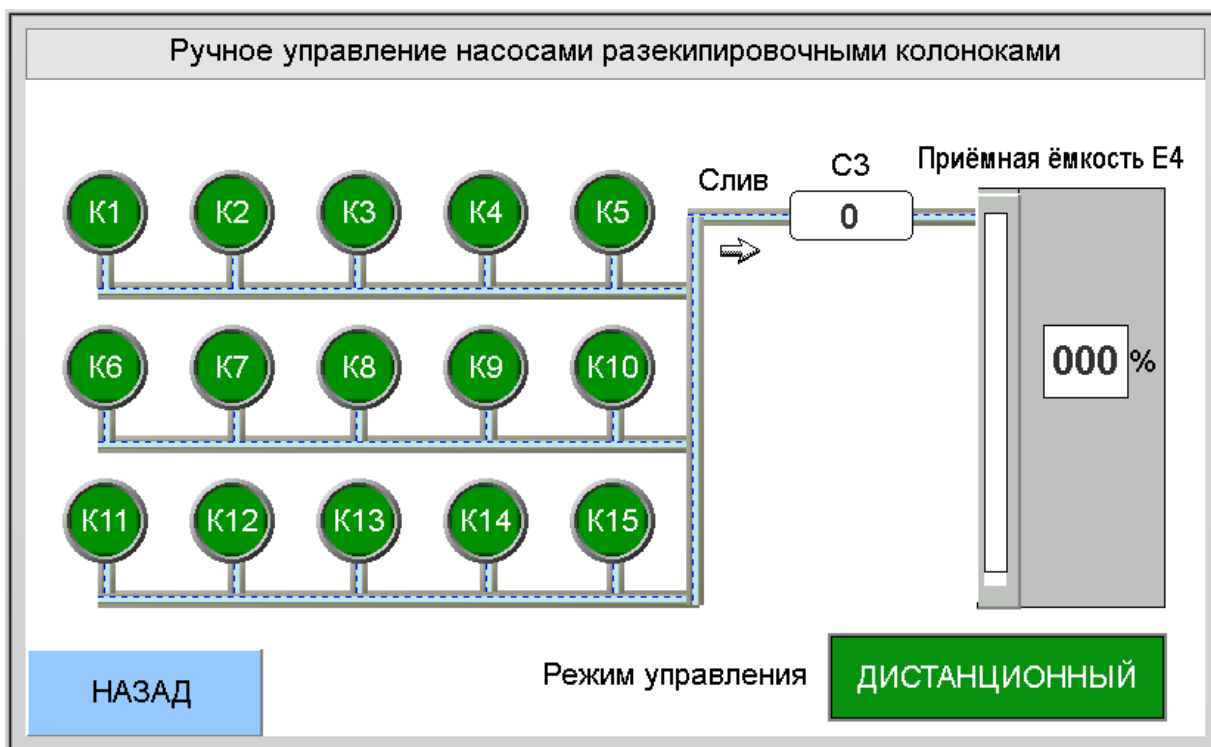 Ручное управление насосами разекипировочными колоноками
Слив
С3
Приёмная ёмкость Е4
К1 К2 К3 К4 К5
0
К6 К7 К8 К9 К10
000 %
К11 К12 К13 К14 К15
НАЗАД
Режим управления
ДИСТАНЦИОННЫЙ